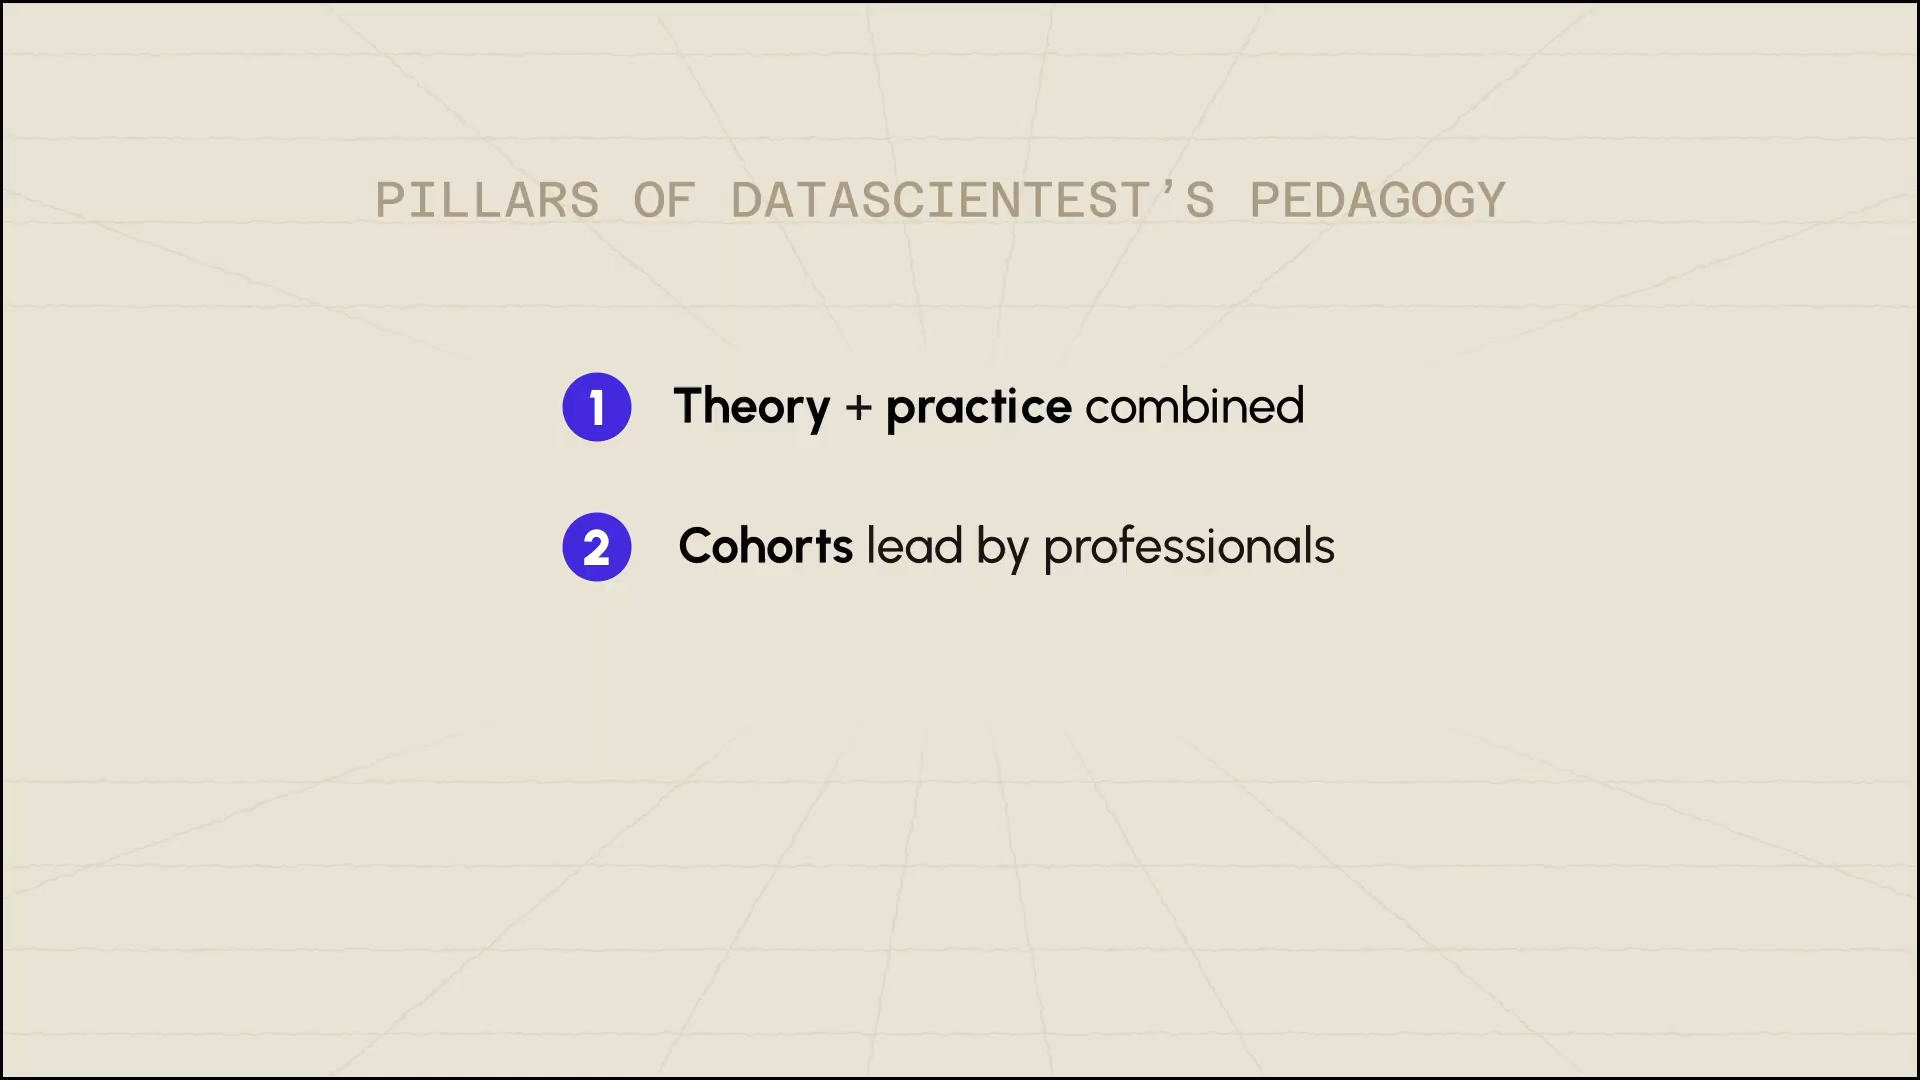 PILLARS OF DATASCIENTEST’S PEDAGOGY
1 Theory + practice combined
2 Cohorts lead by professionals